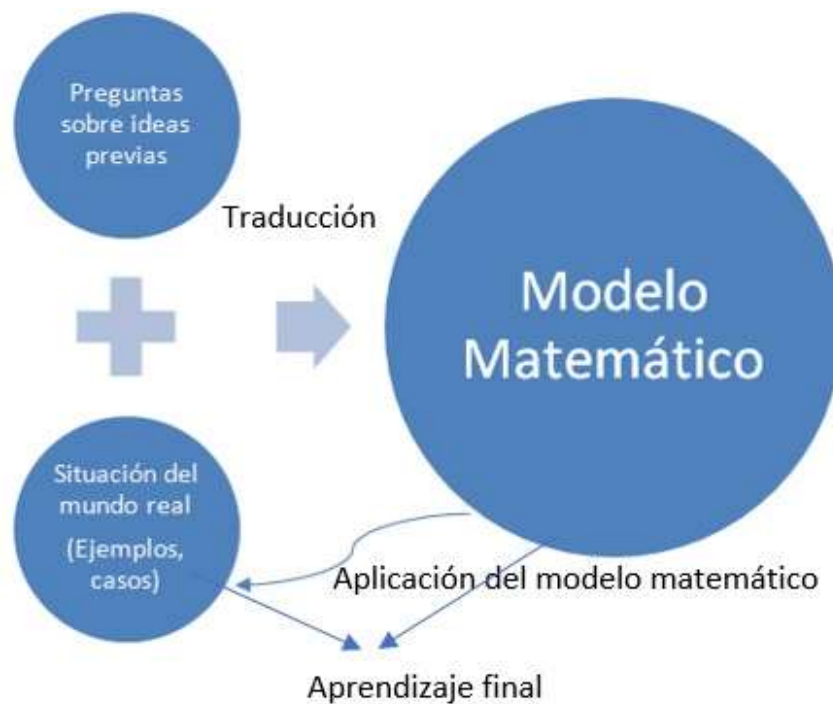 Preguntas
sobre ideas
previas
Traducción
Modelo
Matemático
Situación del
mundo real
(Ejemplos,
casos)
Aplicación del modelo matemático
Aprendizaje final